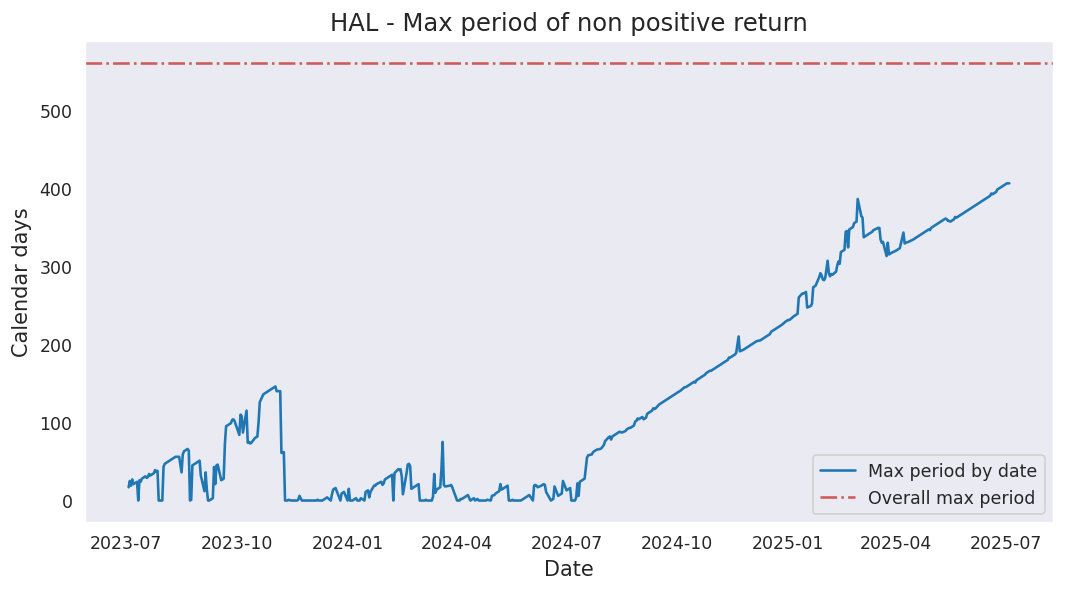 HAL - Max period of non positive return
Calendar days
500
400
300
200
100
0
Max period by date
Overall max period
2023-07 2023-10 2024-01 2024-04 2024-07 2024-10 2025-01 2025-04 2025-07
Date